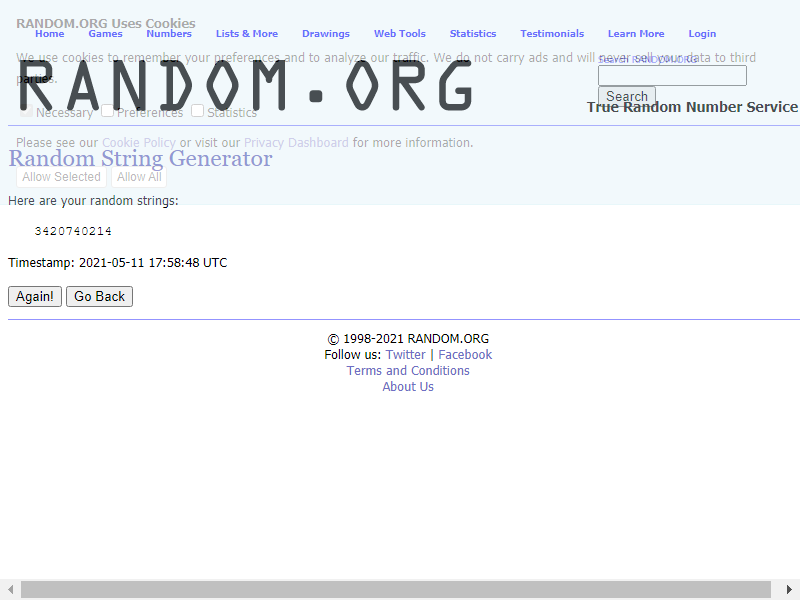 RANDOM.ORG Uses Cookies
Home Games Numbers Lists & More Drawings Web Tools Statistics Testimonials Learn More Login
We use cookies to remember your preferences and to analyze our traffic. We do not carry ads and will never sell your data to third
parties.
Search RANDOM.ORG
RANDOM.ORG
Search
True Random Number Service
Necessary Preferences Statistics
Please see our Cookie Policy or visit our Privacy Dashboard for more information.
Random String Generator
Allow Selected Allow All
Here are your random strings:
3420740214
Timestamp: 2021-05-11 17:58:48 UTC
Again! Go Back
© 1998-2021 RANDOM.ORG
Follow us: Twitter | Facebook
Terms and Conditions
About Us